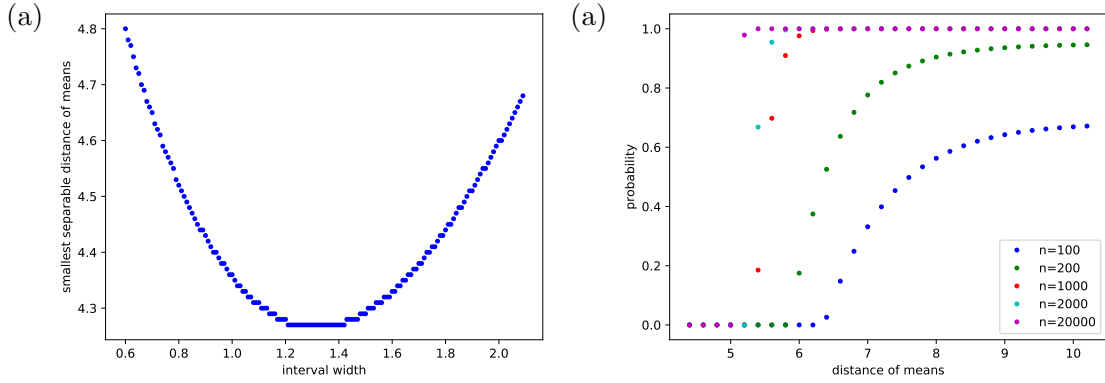 (a)
4.8
4.7
4.6
4.5
4.4
4.3
smallest separable distance of means
0.6 0.8 1.0 1.2 1.4 1.6 1.8 2.0
interval width
(a)
1.0
0.8
0.6
0.4
0.2
0.0
probability
5 6 7 8 9 10
distance of means
n=100
n=200
n=1000
n=2000
n=20000